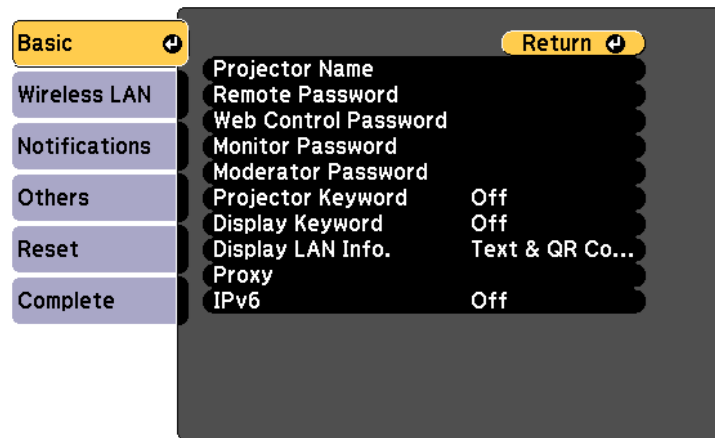 Basic
Return
Projector Name
Wireless LAN
Remote Password
Web Control Password
Notifications
Monitor Password
Moderator Password
Others
Projector Keyword Off
Display Keyword Off
Reset
Display LAN Info. Text & QR Co...
Proxy
Complete
IPv6 Off